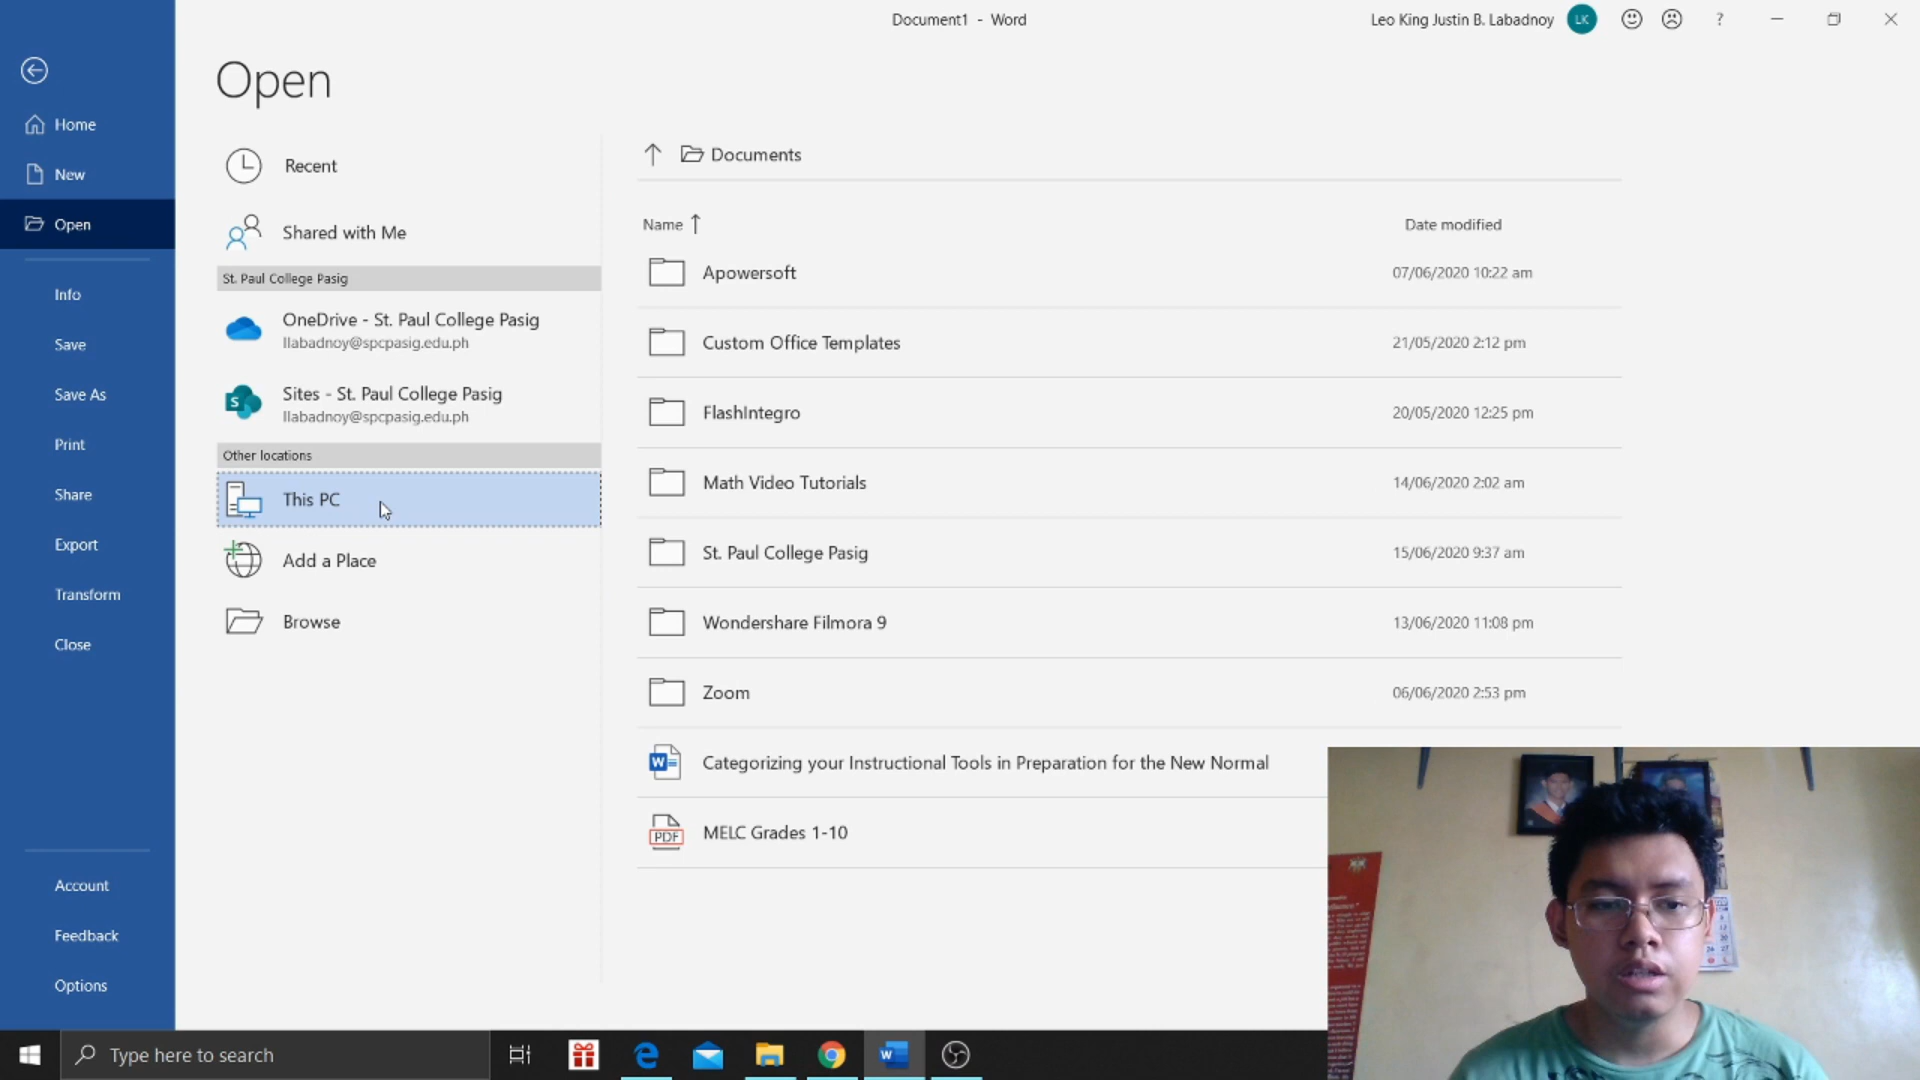 Document1 - Word
Leo King Justin B. Labadnoy
LK
?
Open
Home
New
Open
Info
Save
Save As
Print
Share
Export
Transform
Close
Account
Feedback
Options
Recent
Shared with Me
St. Paul College Pasig
OneDrive - St. Paul College Pasig
llabadnoy@spcpasig.edu.ph
S
Sites - St. Paul College Pasig
llabadnoy@spcpasig.edu.ph
Other locations
This PC
Add a Place
Browse
Documents
Name
Date modified
Apowersoft
07/06/2020 10:22 am
Custom Office Templates
21/05/2020 2:12 pm
FlashIntegro
20/05/2020 12:25 pm
Math Video Tutorials
14/06/2020 2:02 am
St. Paul College Pasig
15/06/2020 9:37 am
Wondershare Filmora 9
13/06/2020 11:08 pm
Zoom
06/06/2020 2:53 pm
W
Categorizing your Instructional Tools in Preparation for the New Normal
PDF
MELC Grades 1-10
Type here to search
W